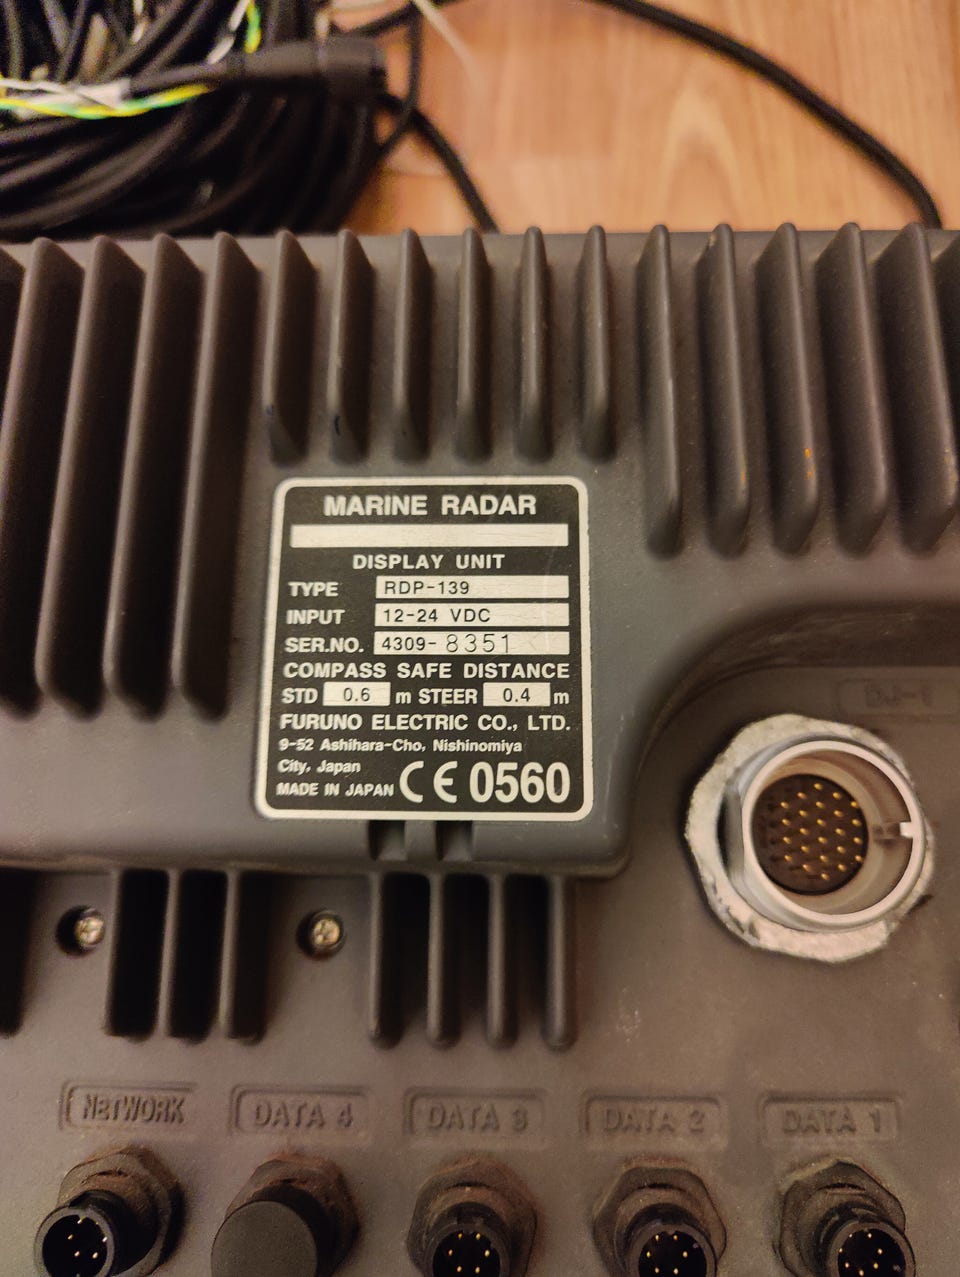 MARINE RADAR
DISPLAY UNIT
TYPE RDP-139
INPUT 12-24 VDC
SER.NO. 4309-8351
COMPASS SAFE DISTANCE
STD 0.6 m STEER 0.4 m
FURUNO ELECTRIC CO., LTD.
9-52 Ashihara-Cho, Nishinomiya
City, Japan
MADE IN JAPAN CE 0560
DJ-1
NETWORK DATA 4 DATA 3 DATA 2 DATA 1